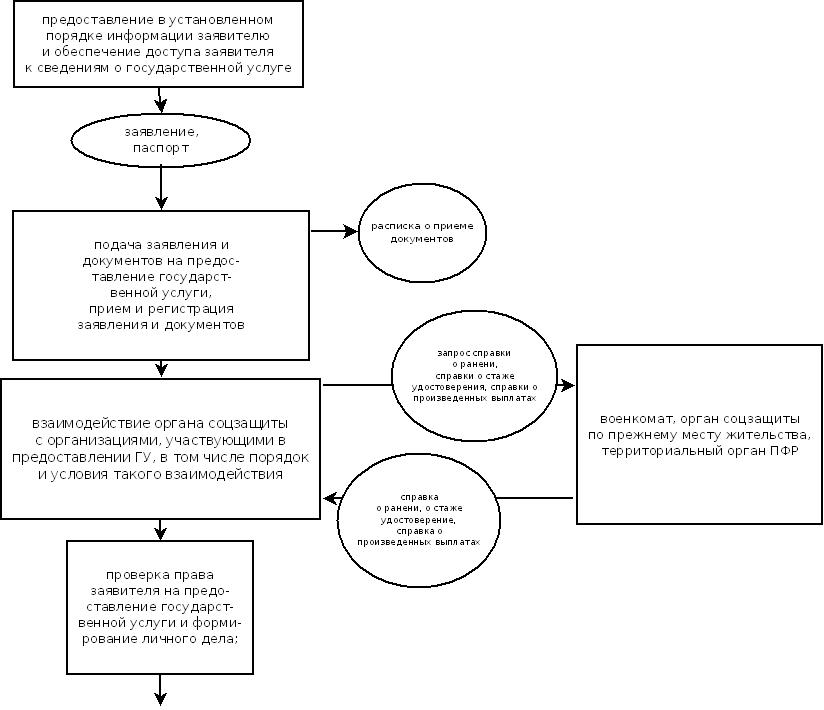 предоставление в установленном
порядке информации заявителю
и обеспечение доступа заявителя
к сведениям о государственной услуге
заявление,
паспорт
подача заявления и
документов на предос-
тавление государст-
венной услуги,
прием и регистрация
заявления и документов
расписка о приеме
документов
взаимодействие органа соцзащиты
с организациями, участвующими в
предоставлении ГУ, в том числе порядок
и условия такого взаимодействия
запрос справки
о ранени,
справки о стаже
удостоверения, справки о
произведенных выплатах
военкомат, орган соцзащиты
по прежнему месту жительства,
территориальный орган ПФР
справка
о ранени, о стаже
удостоверение,
справка о
произведенных выплатах
проверка права
заявителя на предо-
ставление государст-
венной услуги и форми-
рование личного дела;